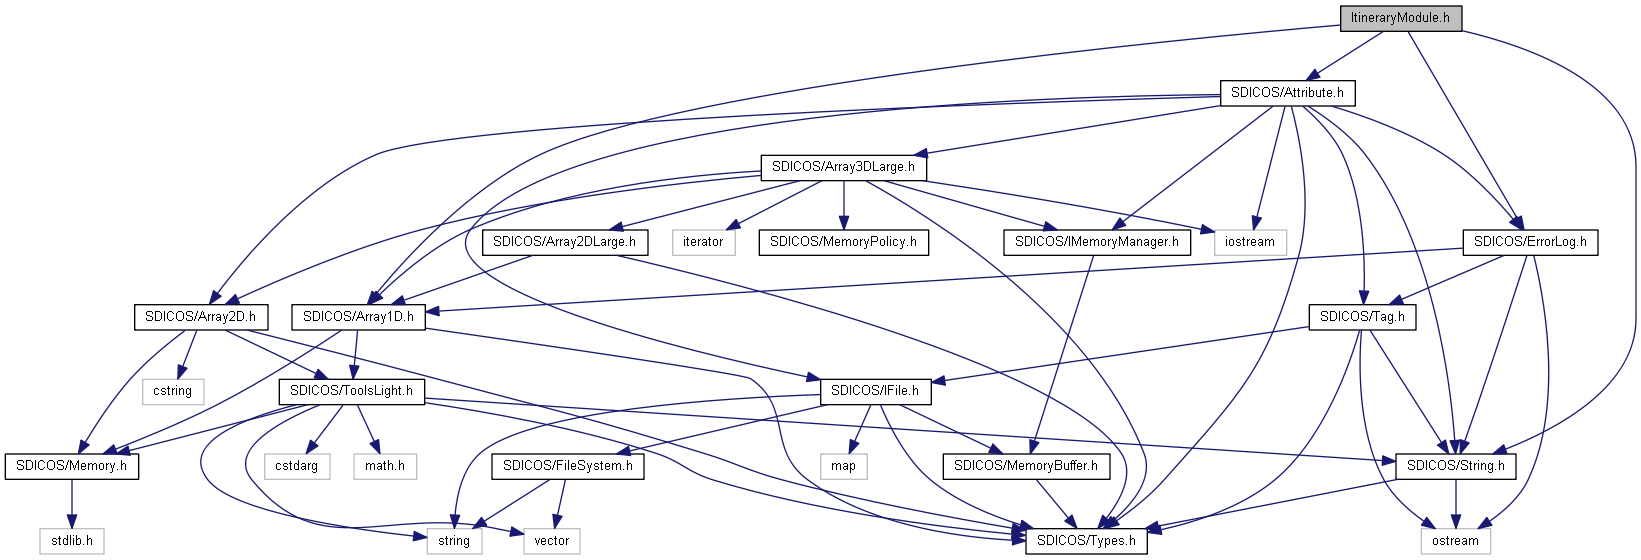 ItineraryModule.h
SDICOS/Attribute.h
SDICOS/Array3DLarge.h
SDICOS/Array2DLarge.h
iterator
SDICOS/MemoryPolicy.h
SDICOS/IMemoryManager.h
iostream
SDICOS/ErrorLog.h
SDICOS/Array2D.h
SDICOS/Array1D.h
SDICOS/Tag.h
cstring
SDICOS/ToolsLight.h
SDICOS/IFile.h
SDICOS/Memory.h
cstdarg
math.h
SDICOS/FileSystem.h
map
SDICOS/MemoryBuffer.h
SDICOS/String.h
stdlib.h
string
vector
SDICOS/Types.h
ostream